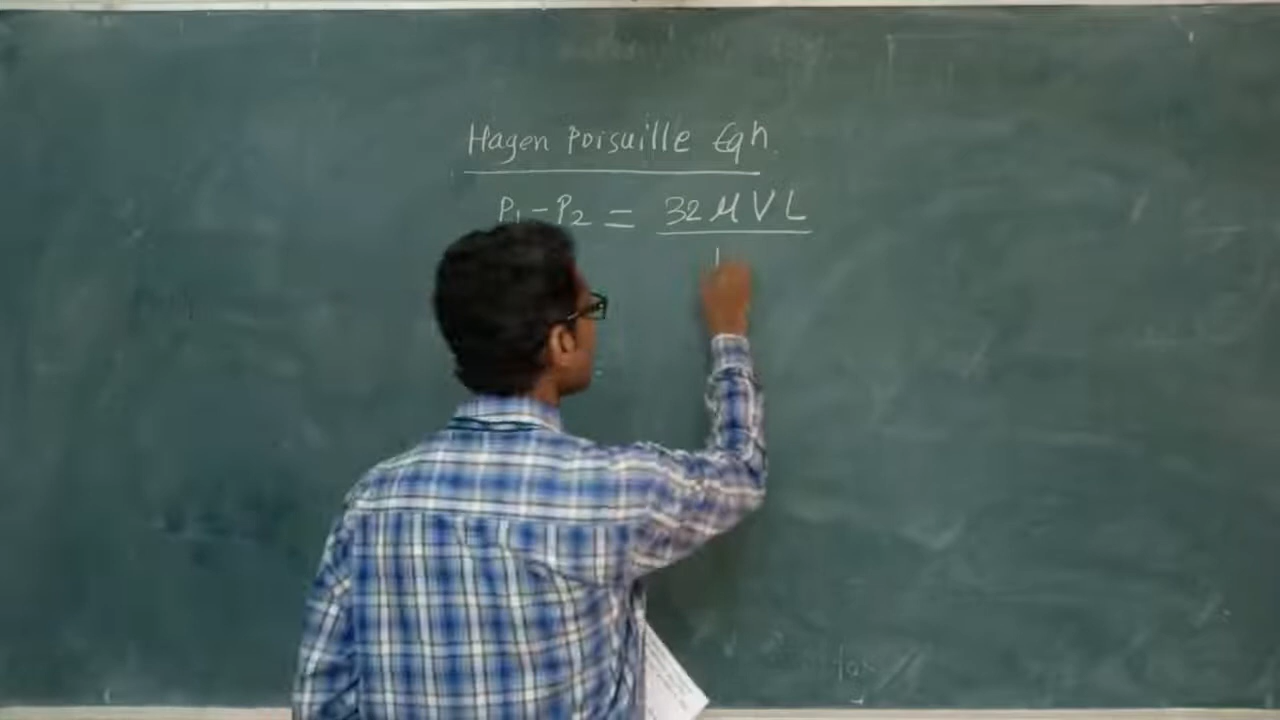 Hagen Poisuille Eqn.
P₁-P₂ = 32 μ V L